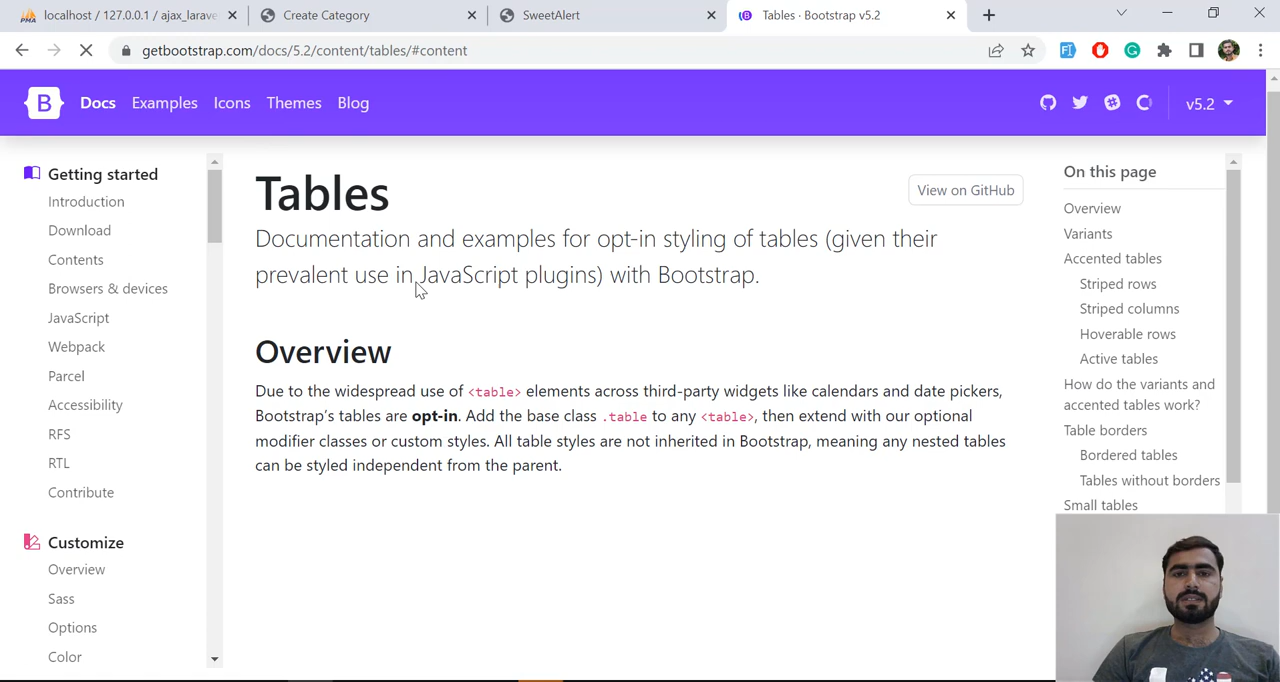 localhost / 127.0.0.1 / ajax_larave
Create Category
SweetAlert
Tables · Bootstrap v5.2
getbootstrap.com/docs/5.2/content/tables/#content
B
Docs
Examples
Icons
Themes
Blog
v5.2
Getting started
Introduction
Download
Contents
Browsers & devices
JavaScript
Webpack
Parcel
Accessibility
RFS
RTL
Contribute
Customize
Overview
Sass
Options
Color
Tables
View on GitHub
Documentation and examples for opt-in styling of tables (given their
prevalent use in JavaScript plugins) with Bootstrap.
Overview
Due to the widespread use of <table> elements across third-party widgets like calendars and date pickers,
Bootstrap's tables are opt-in. Add the base class .table to any <table>, then extend with our optional
modifier classes or custom styles. All table styles are not inherited in Bootstrap, meaning any nested tables
can be styled independent from the parent.
On this page
Overview
Variants
Accented tables
Striped rows
Striped columns
Hoverable rows
Active tables
How do the variants and
accented tables work?
Table borders
Bordered tables
Tables without borders
Small tables